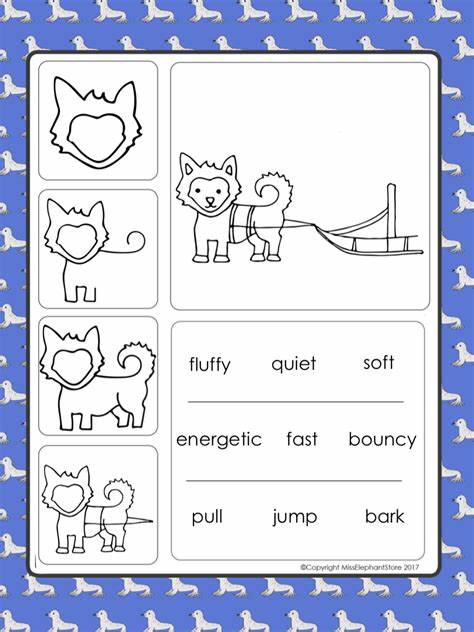 fluffy quiet soft
energetic fast bouncy
pull jump bark
©Copyright MissElephantStore 2017